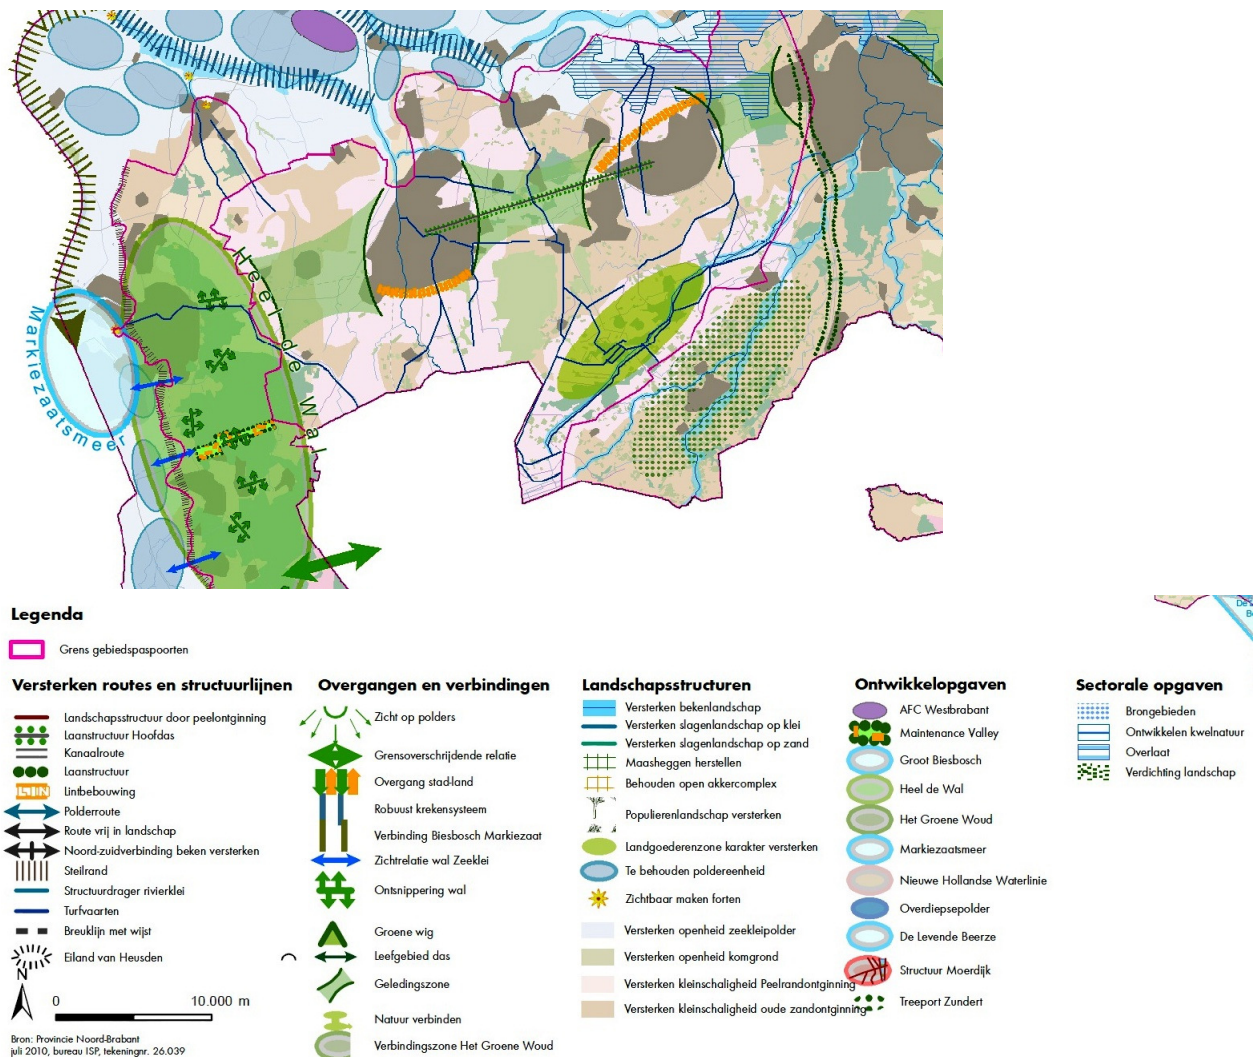 Heel de Wal
Markiezaatsmeer
Legenda
Grens gebiedspaspoorten
Versterken routes en structuurlijnen
Landschapsstructuur door peelontginning
Laanstructuur Hoofdas
Kanaalroute
Laanstructuur
Lintbebouwing
Polderroute
Route vrij in landschap
Noord-zuidverbinding beken versterken
Steilrand
Structuurdrager rivierklei
Turfvaarten
Breuklijn met wijst
Eiland van Heusden
N
0 10.000 m
Bron: Provincie Noord-Brabant
juli 2010, bureau ISP, tekeningnr. 26.039
Overgangen en verbindingen
Zicht op polders
Grensoverschrijdende relatie
Overgang stad-land
Robuust krekensysteem
Verbinding Biesbosch Markiezaat
Zichtrelatie wal Zeeklei
Ontsnippering wal
Groene wig
Leefgebied das
Geledingszone
Natuur verbinden
Verbindingszone Het Groene Woud
Landschapsstructuren
Versterken bekenlandschap
Versterken slagenlandschap op klei
Versterken slagenlandschap op zand
Maasheggen herstellen
Behouden open akkercomplex
Populierenlandschap versterken
Landgoederenzone karakter versterken
Te behouden poldereenheid
Zichtbaar maken forten
Versterken openheid zeekleipolder
Versterken openheid komgrond
Versterken kleinschaligheid Peelrandontginning
Versterken kleinschaligheid oude zandontginning
Ontwikkelopgaven
AFC Westbrabant
Maintenance Valley
Groot Biesbosch
Heel de Wal
Het Groene Woud
Markiezaatsmeer
Nieuwe Hollandse Waterlinie
Overdiepsepolder
De Levende Beerze
Structuur Moerdijk
Treeport Zundert
Sectorale opgaven
Brongebieden
Ontwikkelen kwelnatuur
Overlaat
Verdichting landschap
De
Be